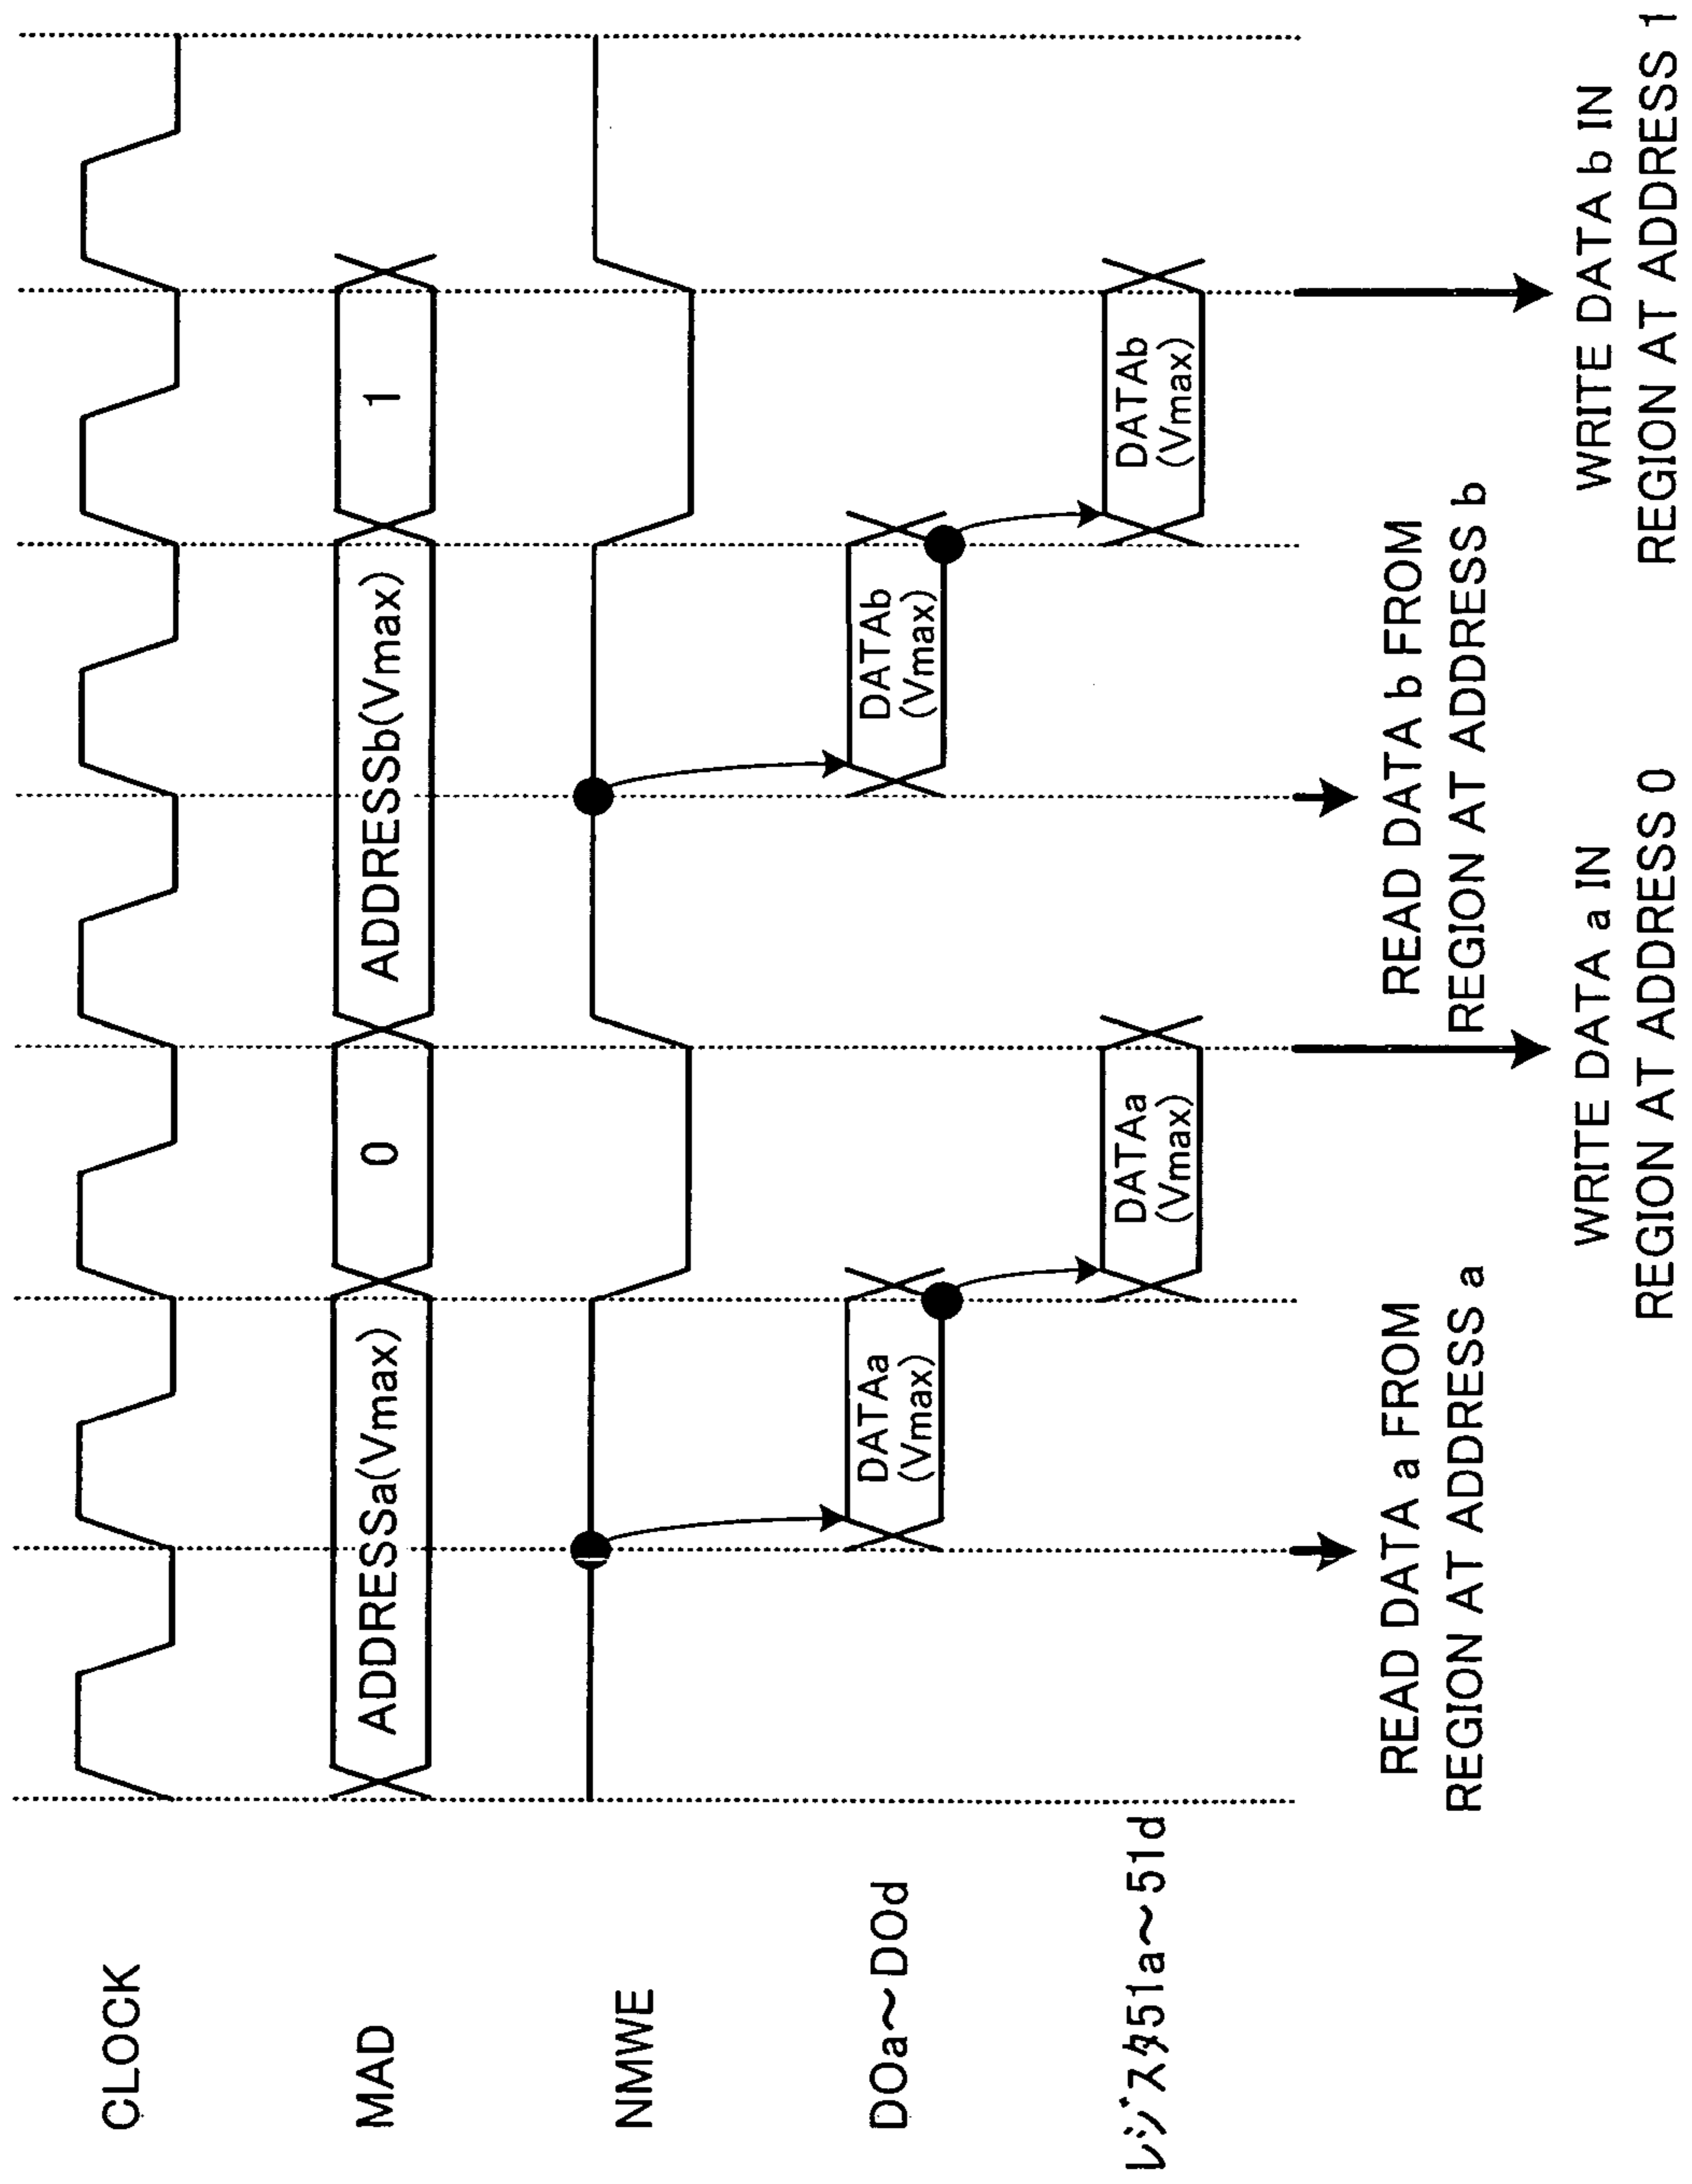 CLOCK
MAD
ADDRESSa(Vmax)
0
ADDRESSb(Vmax)
1
NMWE
DOa～DOd
DATAa
(Vmax)
DATAb
(Vmax)
レジスタ51a～51d
DATAa
(Vmax)
DATAb
(Vmax)
READ DATA a FROM
REGION AT ADDRESS a
READ DATA b FROM
REGION AT ADDRESS b
WRITE DATA a IN
REGION AT ADDRESS 0
WRITE DATA b IN
REGION AT ADDRESS 1